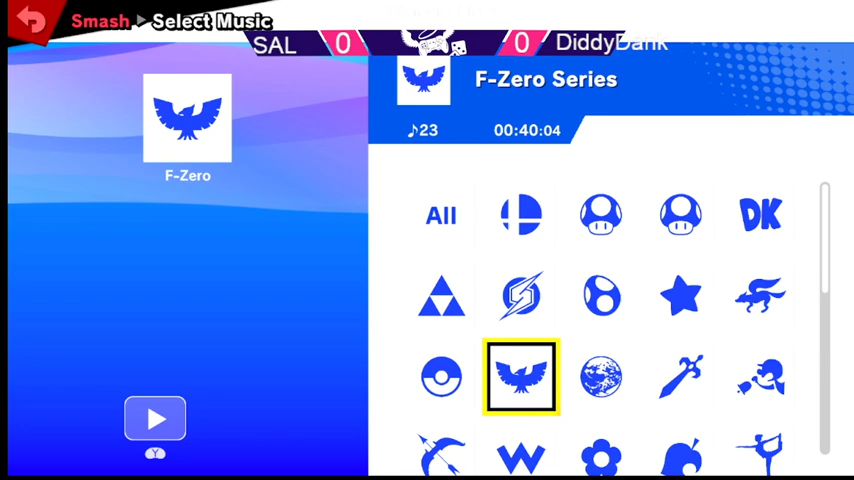 Smash ▸ Select Music
SAL 0 0 DiddyDank
F-Zero Series
♪23 00:40:04
F-Zero
All
DK
Y